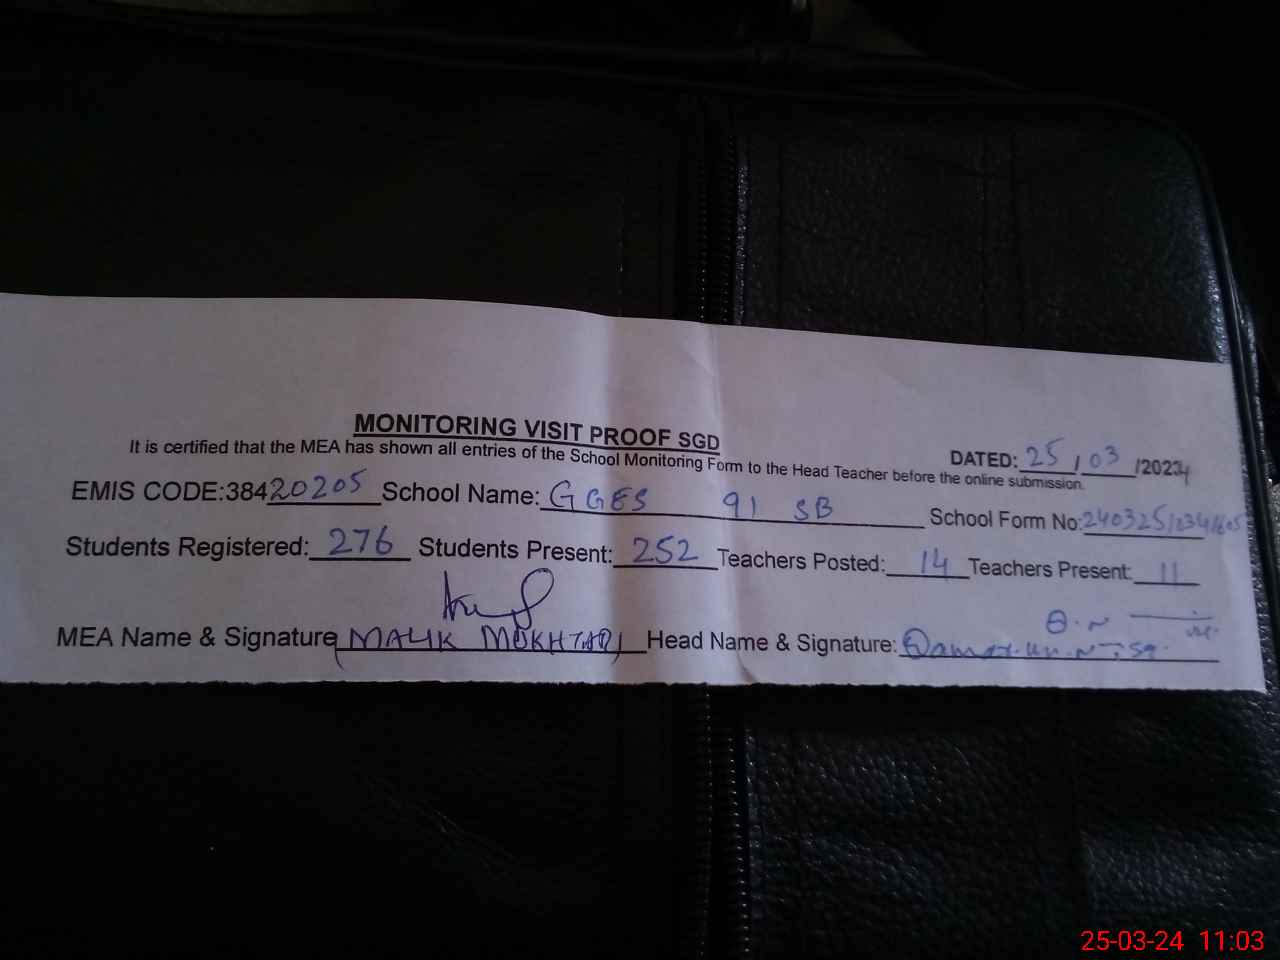 MONITORING VISIT PROOF SGD
It is certified that the MEA has shown all entries of the School Monitoring Form to the Head Teacher before the online submission.
DATED: 25 / 03 /2024
EMIS CODE:38420205 School Name: GGES 91 SB School Form No:
Students Registered: 276 Students Present: 252 Teachers Posted: 14 Teachers Present: 11
MEA Name & Signature (MALIK MUKHTAR) Head Name & Signature:
25-03-24 11:03